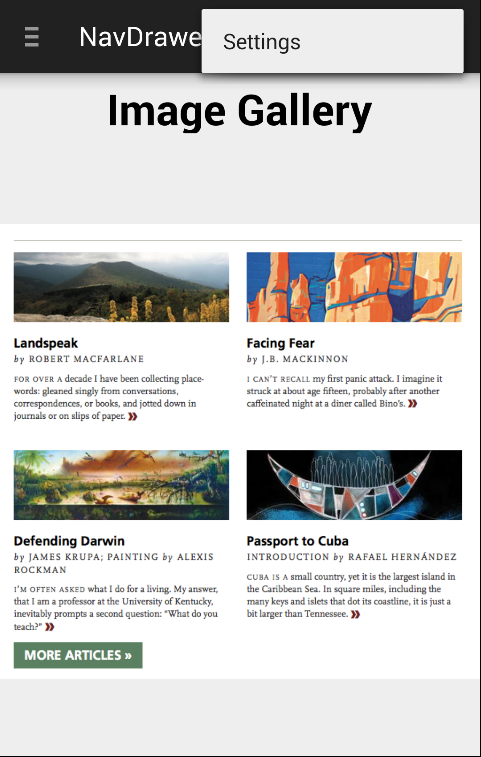 NavDrawe
Settings
Image Gallery
Landspeak
by ROBERT MACFARLANE
FOR OVER A decade I have been collecting place-
words: gleaned singly from conversations,
correspondences, or books, and jotted down in
journals or on slips of paper. »
Facing Fear
by J.B. MACKINNON
I CAN'T RECALL my first panic attack. I imagine it
struck at about age fifteen, probably after another
caffeinated night at a diner called Bino's. »
Defending Darwin
by JAMES KRUPA; PAINTING by ALEXIS
ROCKMAN
I'M OFTEN ASKED what I do for a living. My answer,
that I am a professor at the University of Kentucky,
inevitably prompts a second question: “What do you
teach?” »
Passport to Cuba
INTRODUCTION by RAFAEL HERNÁNDEZ
CUBA IS A small country, yet it is the largest island in
the Caribbean Sea. In square miles, including the
many keys and islets that dot its coastline, it is just a
bit larger than Tennessee. »
MORE ARTICLES »